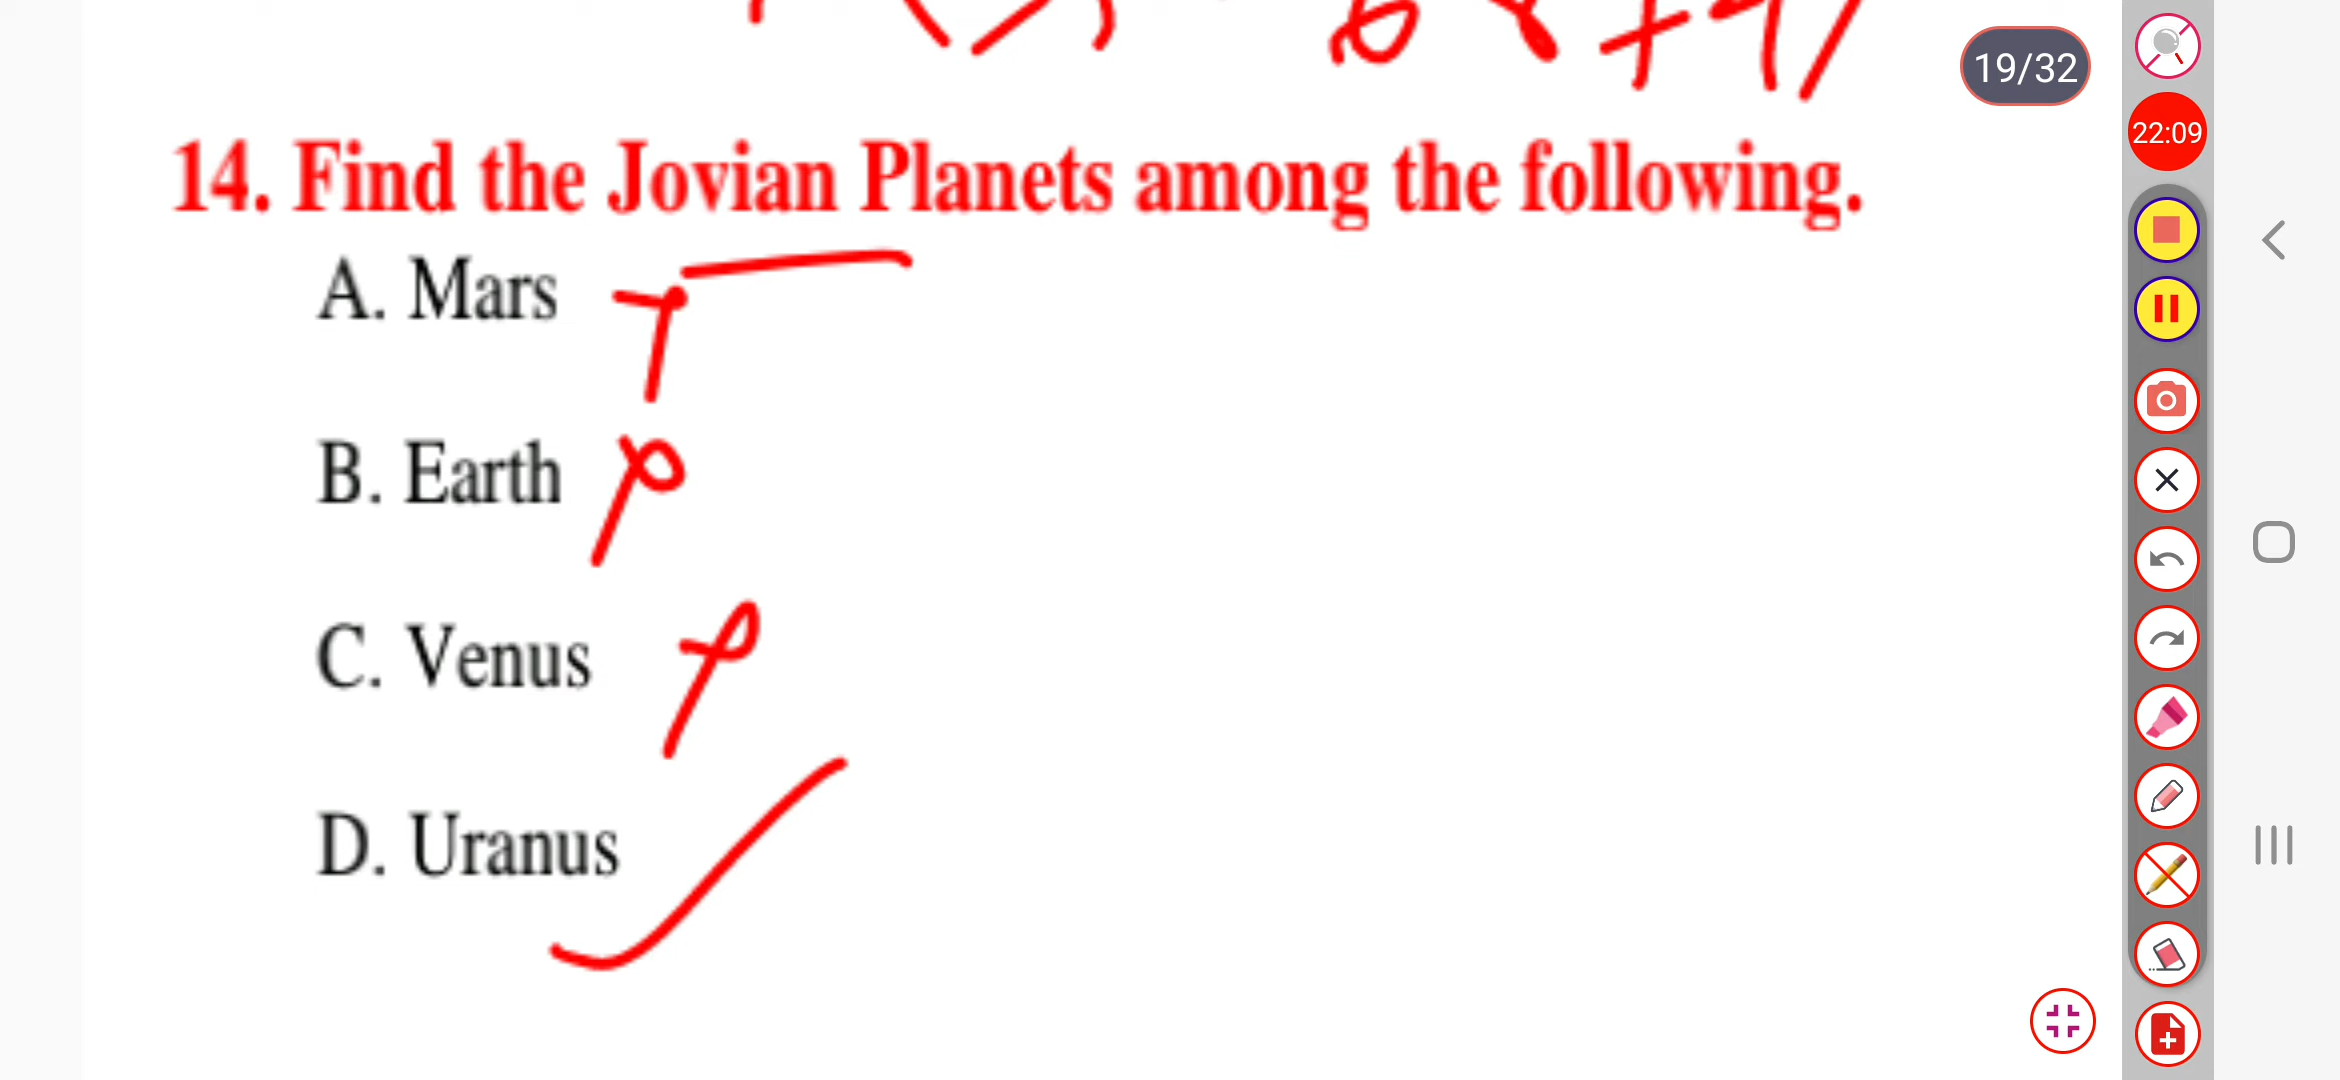 19/32
22:09
14. Find the Jovian Planets among the following.
A. Mars
B. Earth
C. Venus
D. Uranus